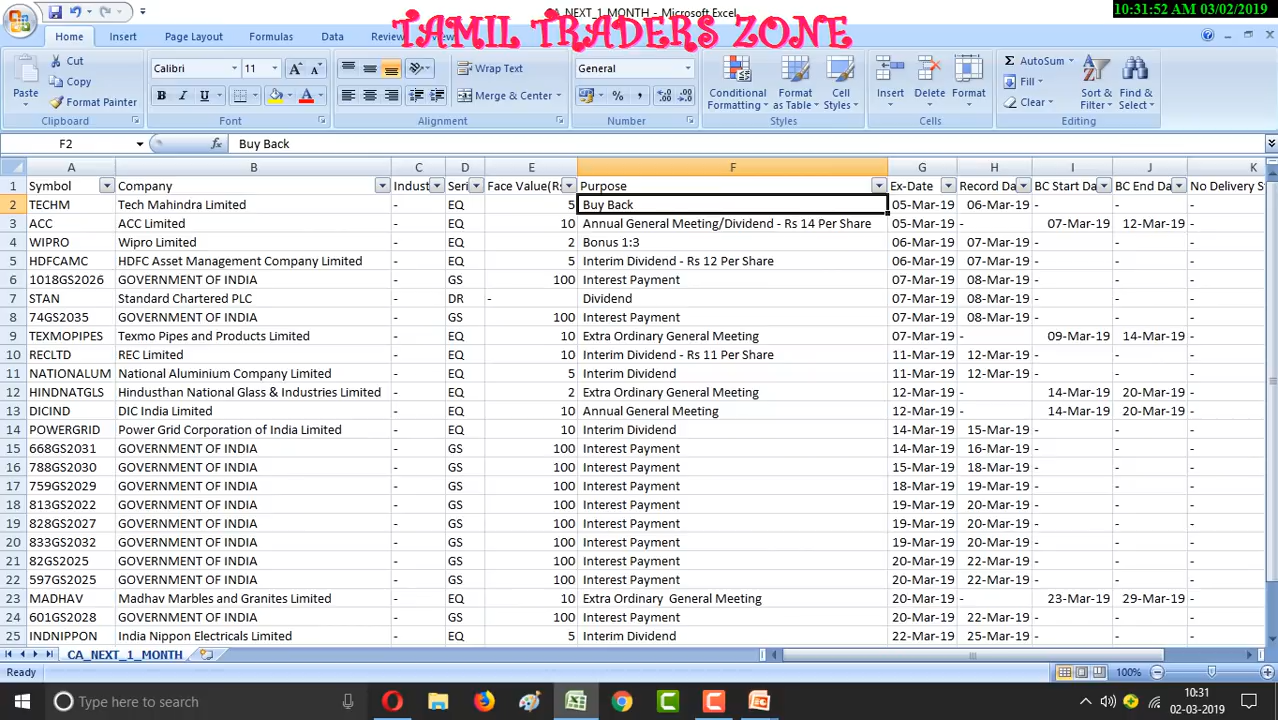 CA_NEXT_1_MONTH - Microsoft Excel
10:31:52 AM 03/02/2019
TAMIL TRADERS ZONE
Home Insert Page Layout Formulas Data Review
Cut
Copy
Format Painter
Paste
Clipboard
Calibri 11
B I U
Font
Wrap Text
Merge & Center
Alignment
General
Number
Conditional Formatting
Format as Table
Cell Styles
Styles
Insert Delete Format
Cells
AutoSum
Fill
Clear
Sort & Filter
Find & Select
Editing
F2 fx Buy Back
A B C D E F G H I J K
1 Symbol Company Indust Seri Face Value(Rs Purpose Ex-Date Record Da BC Start Da BC End Da No Delivery S
2 TECHM Tech Mahindra Limited - EQ 5 Buy Back 05-Mar-19 06-Mar-19 - - -
3 ACC ACC Limited - EQ 10 Annual General Meeting/Dividend - Rs 14 Per Share 05-Mar-19 - 07-Mar-19 12-Mar-19 -
4 WIPRO Wipro Limited - EQ 2 Bonus 1:3 06-Mar-19 07-Mar-19 - - -
5 HDFCAMC HDFC Asset Management Company Limited - EQ 5 Interim Dividend - Rs 12 Per Share 06-Mar-19 07-Mar-19 - - -
6 1018GS2026 GOVERNMENT OF INDIA - GS 100 Interest Payment 07-Mar-19 08-Mar-19 - - -
7 STAN Standard Chartered PLC - DR - Dividend 07-Mar-19 08-Mar-19 - - -
8 74GS2035 GOVERNMENT OF INDIA - GS 100 Interest Payment 07-Mar-19 08-Mar-19 - - -
9 TEXMOPIPES Texmo Pipes and Products Limited - EQ 10 Extra Ordinary General Meeting 07-Mar-19 - 09-Mar-19 14-Mar-19 -
10 RECLTD REC Limited - EQ 10 Interim Dividend - Rs 11 Per Share 11-Mar-19 12-Mar-19 - - -
11 NATIONALUM National Aluminium Company Limited - EQ 5 Interim Dividend 11-Mar-19 12-Mar-19 - - -
12 HINDNATGLS Hindusthan National Glass & Industries Limited - EQ 2 Extra Ordinary General Meeting 12-Mar-19 - 14-Mar-19 20-Mar-19 -
13 DICIND DIC India Limited - EQ 10 Annual General Meeting 12-Mar-19 - 14-Mar-19 20-Mar-19 -
14 POWERGRID Power Grid Corporation of India Limited - EQ 10 Interim Dividend 14-Mar-19 15-Mar-19 - - -
15 668GS2031 GOVERNMENT OF INDIA - GS 100 Interest Payment 14-Mar-19 16-Mar-19 - - -
16 788GS2030 GOVERNMENT OF INDIA - GS 100 Interest Payment 15-Mar-19 18-Mar-19 - - -
17 759GS2029 GOVERNMENT OF INDIA - GS 100 Interest Payment 18-Mar-19 19-Mar-19 - - -
18 813GS2022 GOVERNMENT OF INDIA - GS 100 Interest Payment 19-Mar-19 20-Mar-19 - - -
19 828GS2027 GOVERNMENT OF INDIA - GS 100 Interest Payment 19-Mar-19 20-Mar-19 - - -
20 833GS2032 GOVERNMENT OF INDIA - GS 100 Interest Payment 19-Mar-19 20-Mar-19 - - -
21 82GS2025 GOVERNMENT OF INDIA - GS 100 Interest Payment 20-Mar-19 22-Mar-19 - - -
22 597GS2025 GOVERNMENT OF INDIA - GS 100 Interest Payment 20-Mar-19 22-Mar-19 - - -
23 MADHAV Madhav Marbles and Granites Limited - EQ 10 Extra Ordinary  General Meeting 20-Mar-19 - 23-Mar-19 29-Mar-19 -
24 601GS2028 GOVERNMENT OF INDIA - GS 100 Interest Payment 20-Mar-19 22-Mar-19 - - -
25 INDNIPPON India Nippon Electricals Limited - EQ 5 Interim Dividend 22-Mar-19 25-Mar-19 - - -
CA_NEXT_1_MONTH
Ready 100%
Type here to search
10:31
02-03-2019